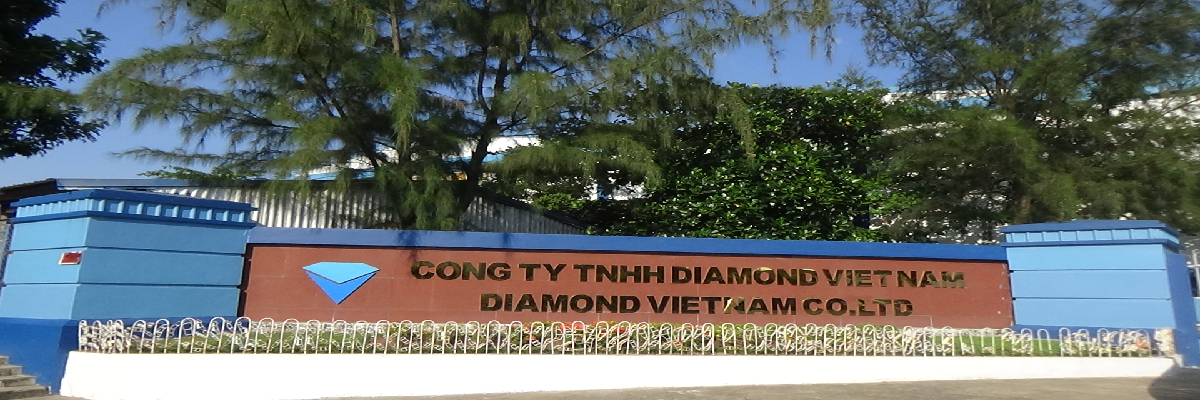 CONG TY TNHH DIAMOND VIET NAM
DIAMOND VIETNAM CO.LTD